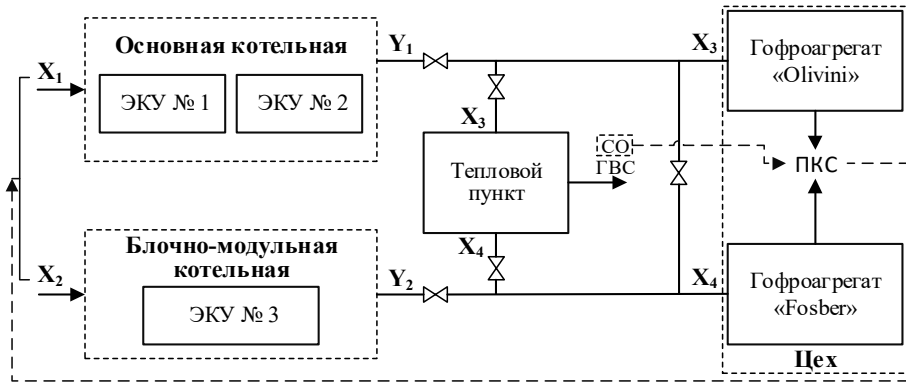 Основная котельная
X₁
ЭКУ № 1
ЭКУ № 2
Y₁
X₃
Гофроагрегат
«Olivini»
X₃
Тепловой
пункт
СО
ГВС
ПКС
X₂
Блочно-модульная
котельная
ЭКУ № 3
Y₂
X₄
X₄
Гофроагрегат
«Fosber»
Цех